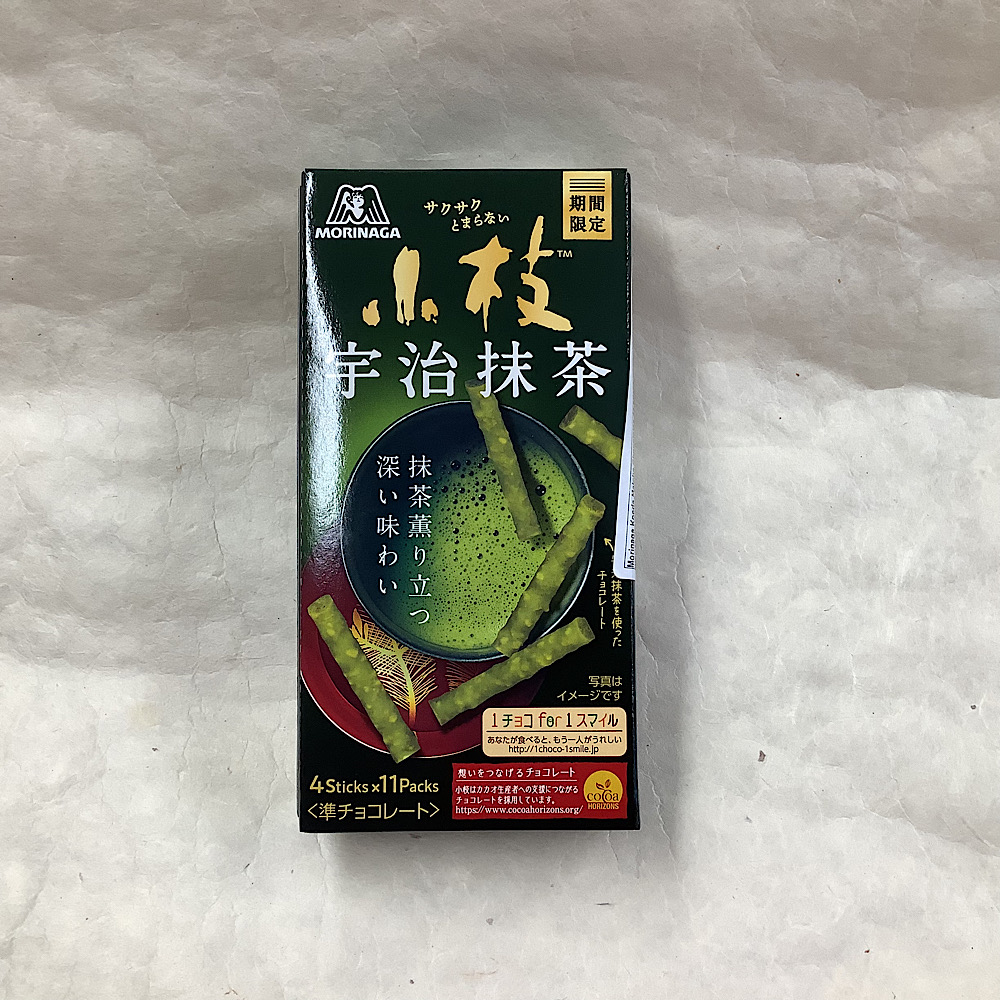 MORINAGA
サクサク
とまらない
期間
限定
小枝™
宇治抹茶
抹茶薫り立つ
深い味わい
抹茶を使った
チョコレート
写真は
イメージです
1チョコ for 1スマイル
あなたが食べると、もう一人がうれしい
http://1choco-1smile.jp
4Sticks×11Packs
〈準チョコレート〉
想いをつなげるチョコレート
小枝はカカオ生産者への支援につながる
チョコレートを採用しています。
https://www.cocoahorizons.org/
cocoa
HORIZONS
Morinaga